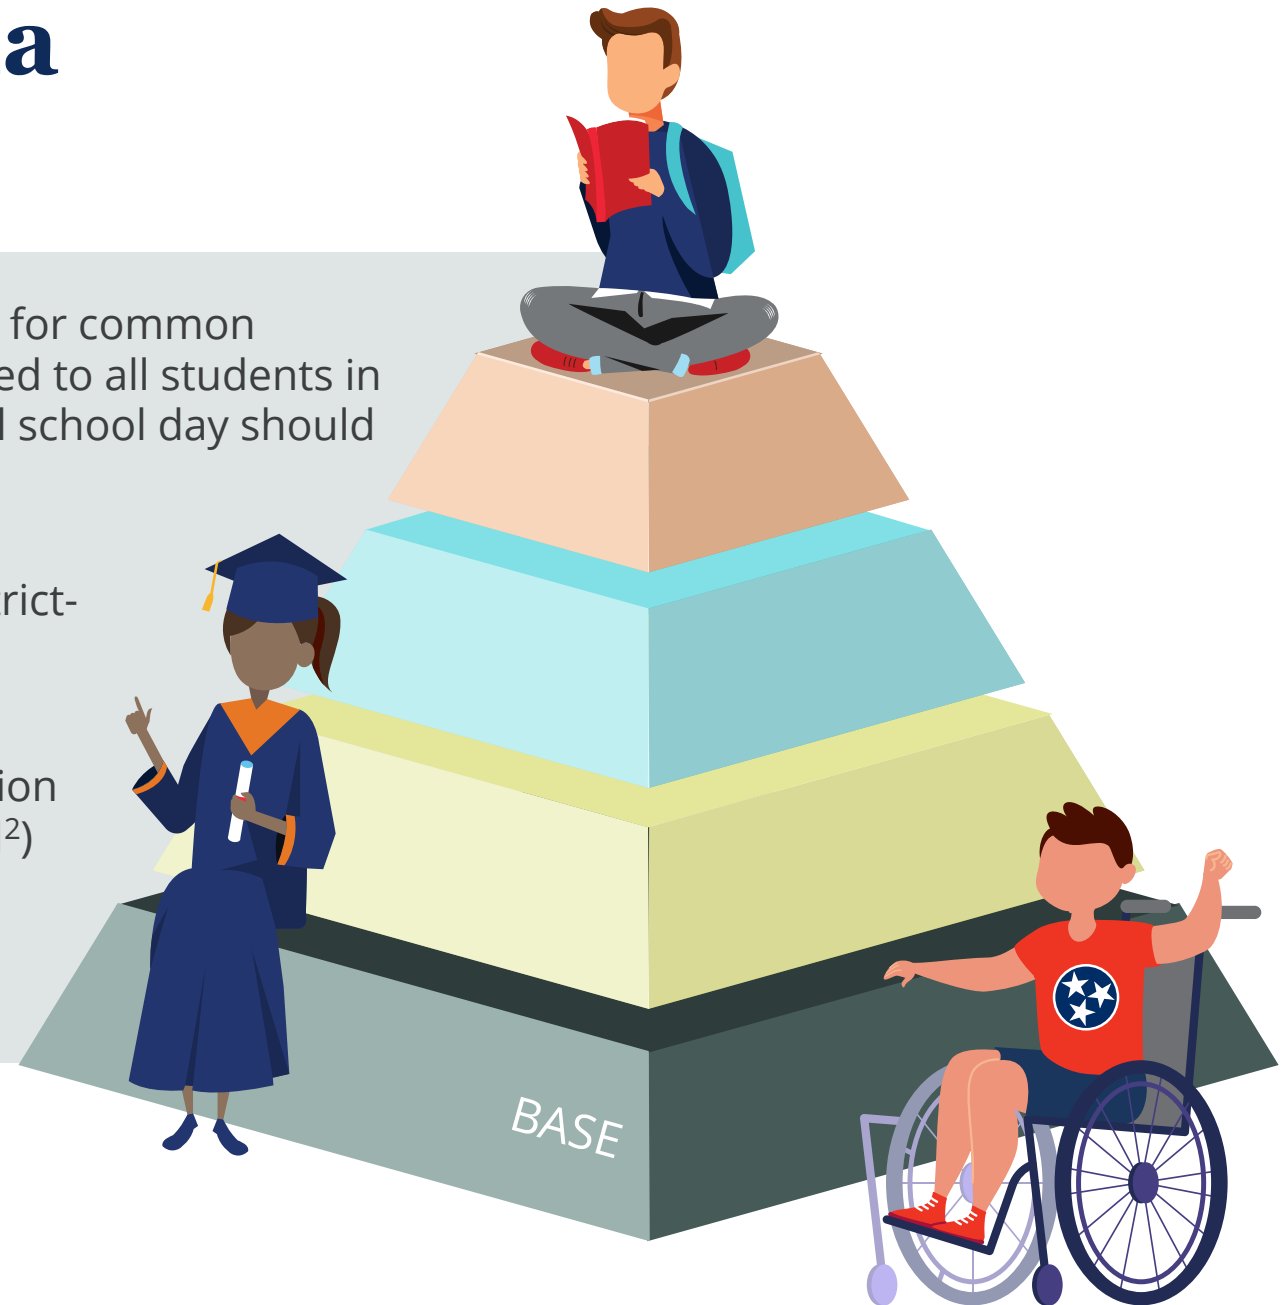 a
for common
ed to all students in
l school day should
rict-
ion
²)
BASE